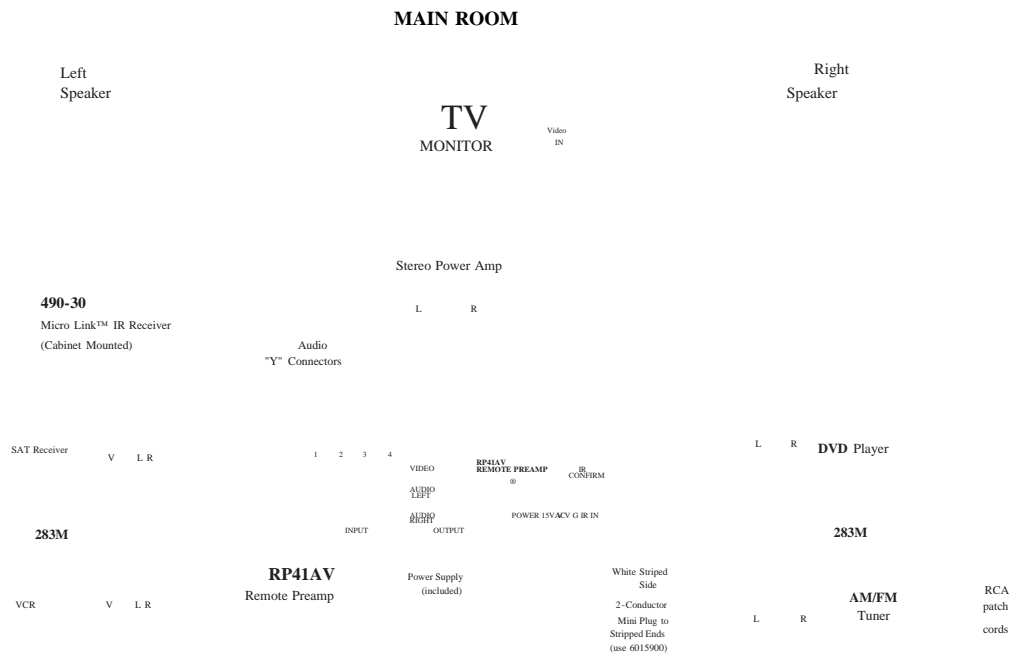 MAIN ROOM
Left
Speaker
Right
Speaker
TV
MONITOR
Video
IN
Stereo Power Amp
L R
490-30
Micro Link™ IR Receiver
(Cabinet Mounted)
Audio
"Y" Connectors
SAT Receiver
V L R
1 2 3 4
VIDEO
AUDIO
LEFT
AUDIO
RIGHT
INPUT OUTPUT
RP41AV
REMOTE PREAMP
®
IR
CONFIRM
POWER 15VAC
V G IR IN
L R DVD Player
283M
283M
RP41AV
Remote Preamp
Power Supply
(included)
White Striped
Side
2-Conductor
Mini Plug to
Stripped Ends
(use 6015900)
VCR V L R
L R
AM/FM
Tuner
RCA
patch
cords